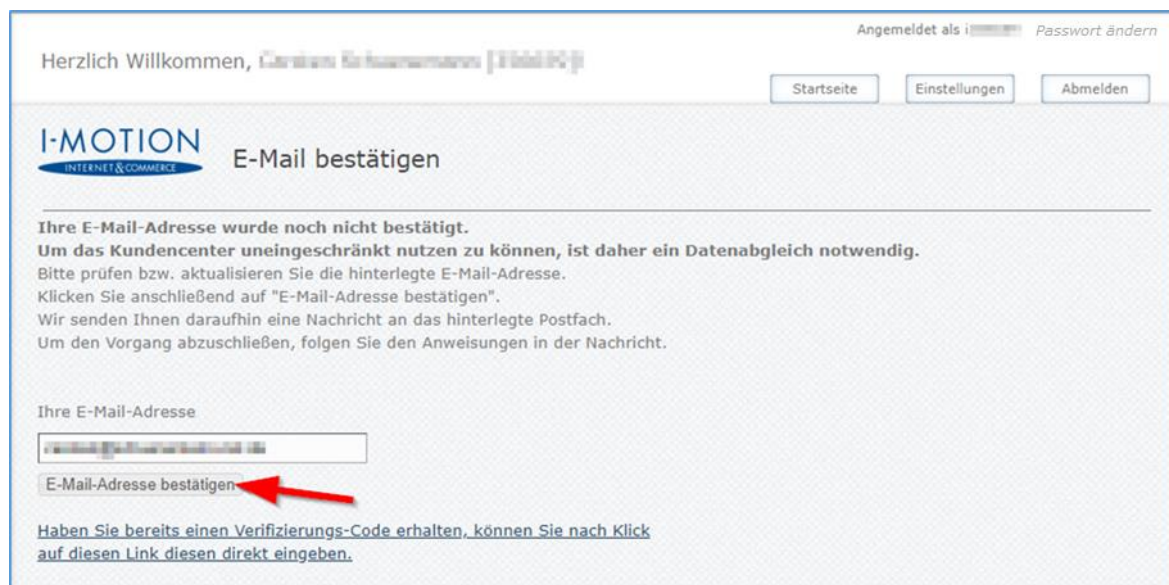 Angemeldet als i
Passwort ändern
Herzlich Willkommen,
Startseite
Einstellungen
Abmelden
I-MOTION
INTERNET & COMMERCE
E-Mail bestätigen
Ihre E-Mail-Adresse wurde noch nicht bestätigt.
Um das Kundencenter uneingeschränkt nutzen zu können, ist daher ein Datenabgleich notwendig.
Bitte prüfen bzw. aktualisieren Sie die hinterlegte E-Mail-Adresse.
Klicken Sie anschließend auf "E-Mail-Adresse bestätigen".
Wir senden Ihnen daraufhin eine Nachricht an das hinterlegte Postfach.
Um den Vorgang abzuschließen, folgen Sie den Anweisungen in der Nachricht.
Ihre E-Mail-Adresse
E-Mail-Adresse bestätigen
Haben Sie bereits einen Verifizierungs-Code erhalten, können Sie nach Klick
auf diesen Link diesen direkt eingeben.